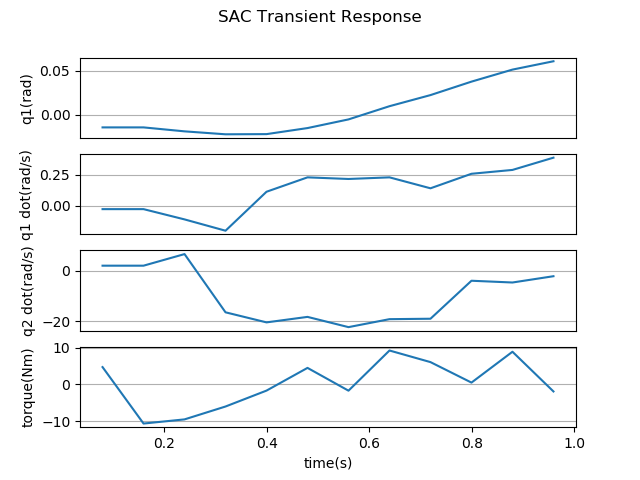 SAC Transient Response
q1(rad)
0.05
0.00
q1 dot(rad/s)
0.25
0.00
q2 dot(rad/s)
0
−20
torque(Nm)
10
0
−10
0.2 0.4 0.6 0.8 1.0
time(s)